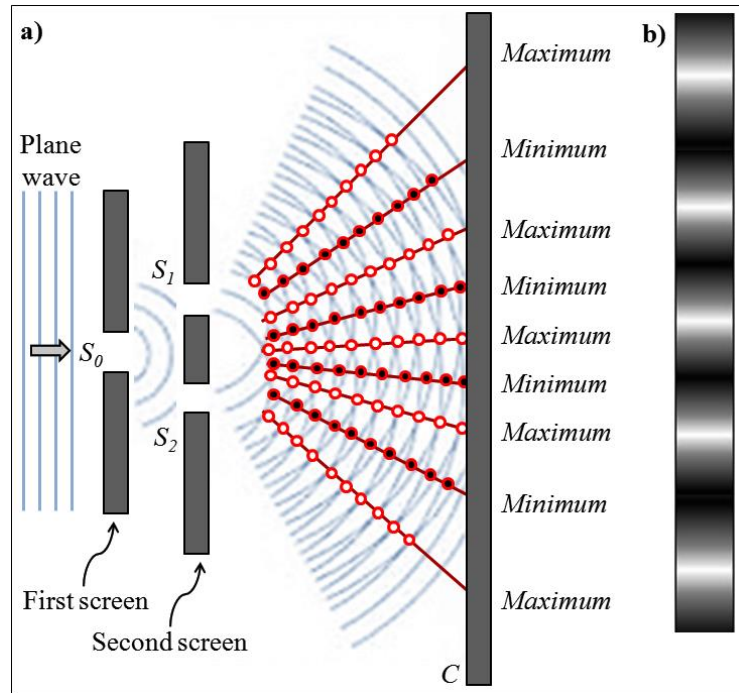 a)
b)
Plane
wave
S0
S1
S2
First screen
Second screen
Maximum
Minimum
Maximum
Minimum
Maximum
Minimum
Maximum
Minimum
Maximum
C